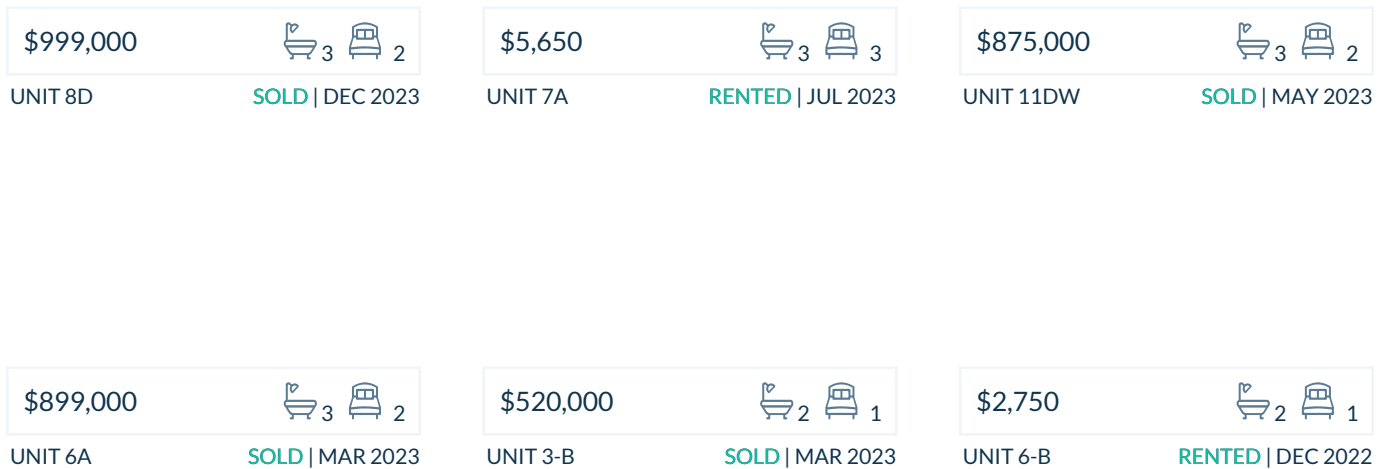 $999,000 3 2
UNIT 8D SOLD | DEC 2023
$5,650 3 3
UNIT 7A RENTED | JUL 2023
$875,000 3 2
UNIT 11DW SOLD | MAY 2023
$899,000 3 2
UNIT 6A SOLD | MAR 2023
$520,000 2 1
UNIT 3-B SOLD | MAR 2023
$2,750 2 1
UNIT 6-B RENTED | DEC 2022